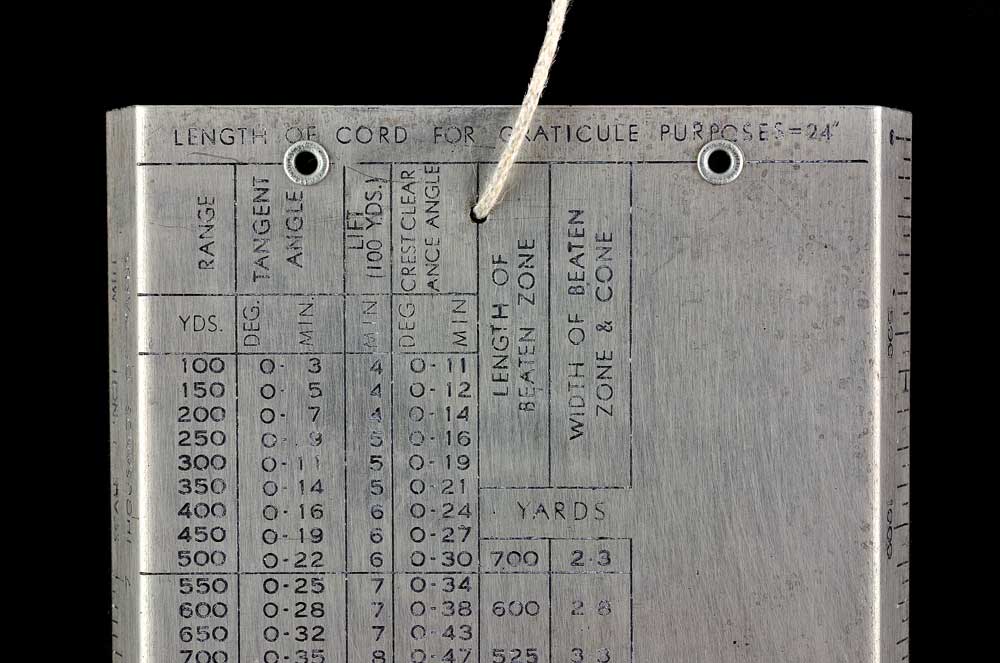 LENGTH OF CORD FOR GRATICULE PURPOSES=24"
RANGE
TANGENT ANGLE
LIFT (100 YDS.)
CREST CLEAR ANCE ANGLE
LENGTH OF BEATEN ZONE
WIDTH OF BEATEN ZONE & CONE
YDS. DEG. MIN. MIN DEG. MIN
100 0-3 4 0-11
150 0-5 4 0-12
200 0-7 4 0-14
250 0-9 5 0-16
300 0-11 5 0-19
350 0-14 5 0-21
YARDS
400 0-16 6 0-24
450 0-19 6 0-27
500 0-22 6 0-30 700 2·3
550 0-25 7 0-34
600 0-28 7 0-38 600 2·8
650 0-32 7 0-43
700 0-35 8 0-47 525 3·3